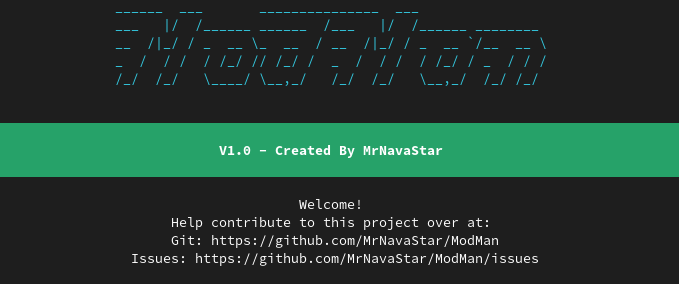 ModMan
V1.0 - Created By MrNavaStar
Welcome!
Help contribute to this project over at:
Git: https://github.com/MrNavaStar/ModMan
Issues: https://github.com/MrNavaStar/ModMan/issues